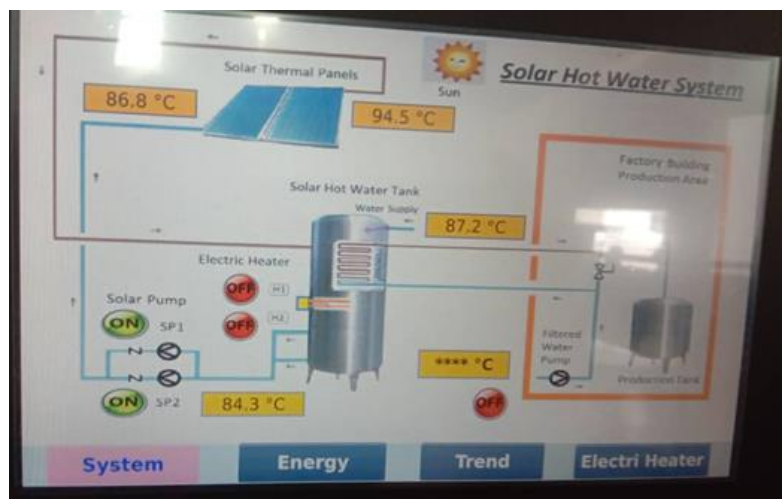 Solar Hot Water System
Solar Thermal Panels
Sun
86.8 °C
94.5 °C
Factory Building
Production Area
Solar Hot Water Tank
Water Supply
87.2 °C
Electric Heater
OFF H1
OFF H2
Solar Pump
ON SP1
ON SP2
84.3 °C
**** °C
OFF
Filtered
Water
Pump
Production Tank
System
Energy
Trend
Electri Heater